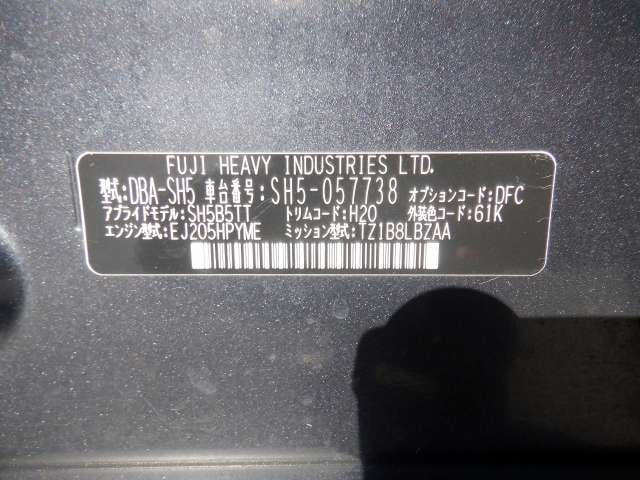 FUJI HEAVY INDUSTRIES LTD.
型式:DBA-SH5 車台番号:SH5-057738 オプションコード:DFC
アプライドモデル:SH5B5TT トリムコード:H20 外装色コード:61K
エンジン型式:EJ205HPYME ミッション型式:TZ1B8LBZAA